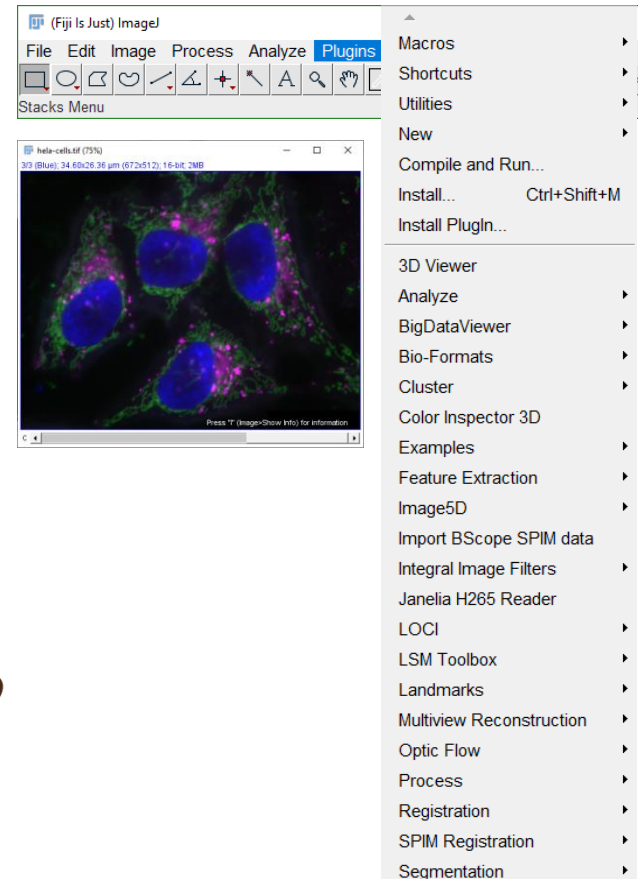 (Fiji Is Just) ImageJ
File Edit Image Process Analyze Plugins
A
Stacks Menu
hela-cells.tif (75%)
3/3 (Blue); 34.60x26.36 µm (672x512); 16-bit; 2MB
Press "I" (Image>Show Info) for information
C
Macros
Shortcuts
Utilities
New
Compile and Run...
Install... Ctrl+Shift+M
Install PlugIn...
3D Viewer
Analyze
BigDataViewer
Bio-Formats
Cluster
Color Inspector 3D
Examples
Feature Extraction
Image5D
Import BScope SPIM data
Integral Image Filters
Janelia H265 Reader
LOCI
LSM Toolbox
Landmarks
Multiview Reconstruction
Optic Flow
Process
Registration
SPIM Registration
Segmentation